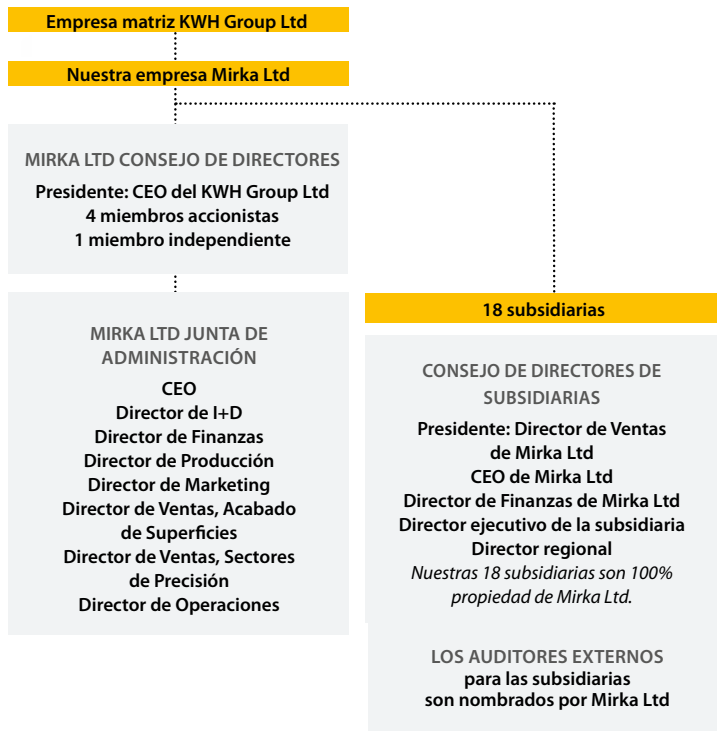 Empresa matriz KWH Group Ltd
Nuestra empresa Mirka Ltd
MIRKA LTD CONSEJO DE DIRECTORES
Presidente: CEO del KWH Group Ltd
4 miembros accionistas
1 miembro independiente
MIRKA LTD JUNTA DE
ADMINISTRACIÓN
CEO
Director de I+D
Director de Finanzas
Director de Producción
Director de Marketing
Director de Ventas, Acabado
de Superficies
Director de Ventas, Sectores
de Precisión
Director de Operaciones
18 subsidiarias
CONSEJO DE DIRECTORES DE
SUBSIDIARIAS
Presidente: Director de Ventas
de Mirka Ltd
CEO de Mirka Ltd
Director de Finanzas de Mirka Ltd
Director ejecutivo de la subsidiaria
Director regional
Nuestras 18 subsidiarias son 100%
propiedad de Mirka Ltd.
LOS AUDITORES EXTERNOS
para las subsidiarias
son nombrados por Mirka Ltd